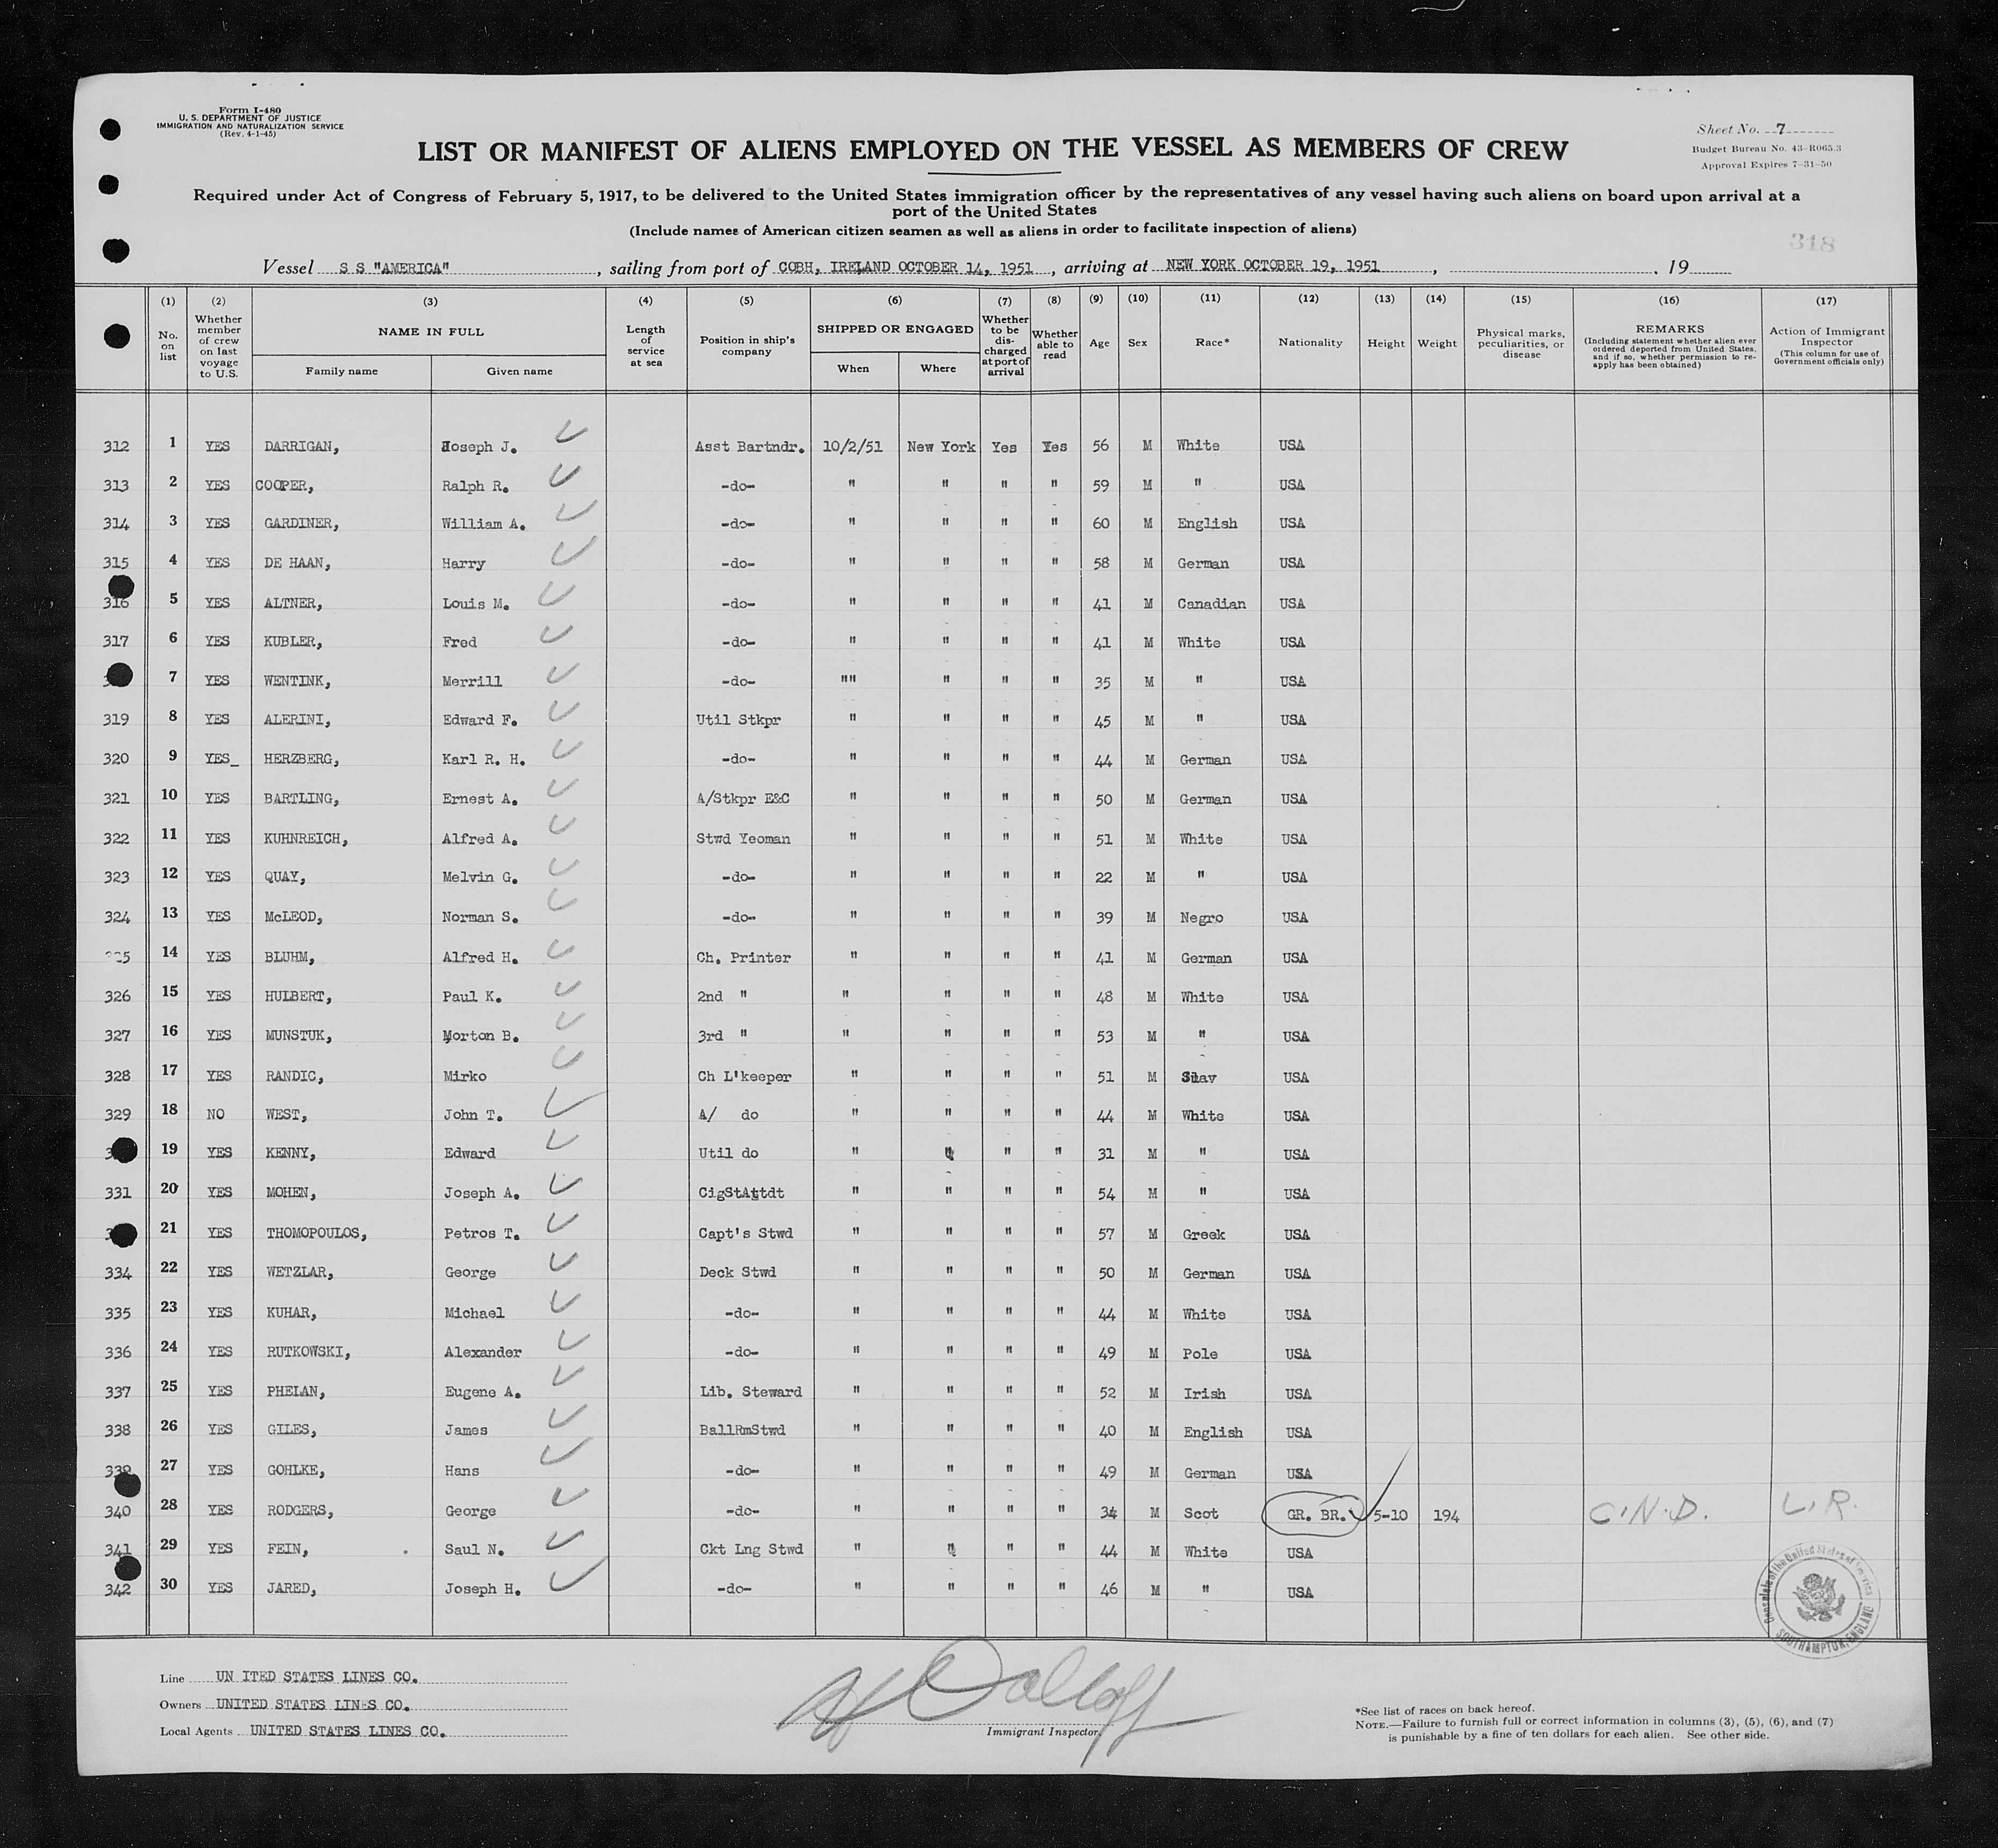 Form I-480
U. S. DEPARTMENT OF JUSTICE
IMMIGRATION AND NATURALIZATION SERVICE
(Rev. 4-1-45)
Sheet No. 7
Budget Bureau No. 43-R065.3
Approval Expires 7-31-50
LIST OR MANIFEST OF ALIENS EMPLOYED ON THE VESSEL AS MEMBERS OF CREW
Required under Act of Congress of February 5, 1917, to be delivered to the United States immigration officer by the representatives of any vessel having such aliens on board upon arrival at a
port of the United States
(Include names of American citizen seamen as well as aliens in order to facilitate inspection of aliens)
318
Vessel S S "AMERICA", sailing from port of COBH, IRELAND OCTOBER 14, 1951, arriving at NEW YORK OCTOBER 19, 1951, 19
(1) (2) (3) (4) (5) (6) (7) (8) (9) (10) (11) (12) (13) (14) (15) (16) (17)
No. on list
Whether member of crew on last voyage to U.S.
NAME IN FULL
Family name
Given name
Length of service at sea
Position in ship's company
SHIPPED OR ENGAGED
When
Where
Whether to be discharged at port of arrival
Whether able to read
Age
Sex
Race*
Nationality
Height
Weight
Physical marks, peculiarities, or disease
REMARKS
(Including statement whether alien ever ordered deported from United States, and if so, whether permission to re-apply has been obtained)
Action of Immigrant Inspector
(This column for use of Government officials only)
312 1 YES DARRIGAN, Joseph J. Asst Bartndr. 10/2/51 New York Yes Yes 56 M White USA
313 2 YES COOPER, Ralph R. -do- " " " " 59 M " USA
314 3 YES GARDINER, William A. -do- " " " " 60 M English USA
315 4 YES DE HAAN, Harry -do- " " " " 58 M German USA
316 5 YES ALTNER, Louis M. -do- " " " " 41 M Canadian USA
317 6 YES KUBLER, Fred -do- " " " " 41 M White USA
7 YES WENTINK, Merrill -do- "" " " " 35 M " USA
319 8 YES ALERINI, Edward F. Util Stkpr " " " " 45 M " USA
320 9 YES_ HERZBERG, Karl R. H. -do- " " " " 44 M German USA
321 10 YES BARTLING, Ernest A. A/Stkpr E&C " " " " 50 M German USA
322 11 YES KUHNREICH, Alfred A. Stwd Yeoman " " " " 51 M White USA
323 12 YES QUAY, Melvin G. -do- " " " " 22 M " USA
324 13 YES McLEOD, Norman S. -do- " " " " 39 M Negro USA
14 YES BLUHM, Alfred H. Ch. Printer " " " " 41 M German USA
326 15 YES HULBERT, Paul K. 2nd " " " " " 48 M White USA
327 16 YES MUNSTUK, Morton B. 3rd " " " " " 53 M " USA
328 17 YES RANDIC, Mirko Ch L'keeper " " " " 51 M Slav USA
329 18 NO WEST, John T. A/ do " " " " 44 M White USA
19 YES KENNY, Edward Util do " " " " 31 M " USA
331 20 YES MOHEN, Joseph A. CigStAttdt " " " " 54 M " USA
21 YES THOMOPOULOS, Petros T. Capt's Stwd " " " " 57 M Greek USA
334 22 YES WETZLAR, George Deck Stwd " " " " 50 M German USA
335 23 YES KUHAR, Michael -do- " " " " 44 M White USA
336 24 YES RUTKOWSKI, Alexander -do- " " " " 49 M Pole USA
337 25 YES PHELAN, Eugene A. Lib. Steward " " " " 52 M Irish USA
338 26 YES GILES, James BallRmStwd " " " " 40 M English USA
339 27 YES GOHLKE, Hans -do- " " " " 49 M German USA
340 28 YES RODGERS, George -do- " " " " 34 M Scot GR. BR. 5-10 194 C.N.D. L.R.
341 29 YES FEIN, Saul N. Ckt Lng Stwd " " " " 44 M White USA
342 30 YES JARED, Joseph H. -do- " " " " 46 M " USA
Consulate of the United States of America
SOUTHAMPTON, ENGLAND
Line UN ITED STATES LINES CO.
Owners UNITED STATES LINES CO.
Local Agents UNITED STATES LINES CO.
Immigrant Inspector.
*See list of races on back hereof.
NOTE.—Failure to furnish full or correct information in columns (3), (5), (6), and (7)
is punishable by a fine of ten dollars for each alien. See other side.